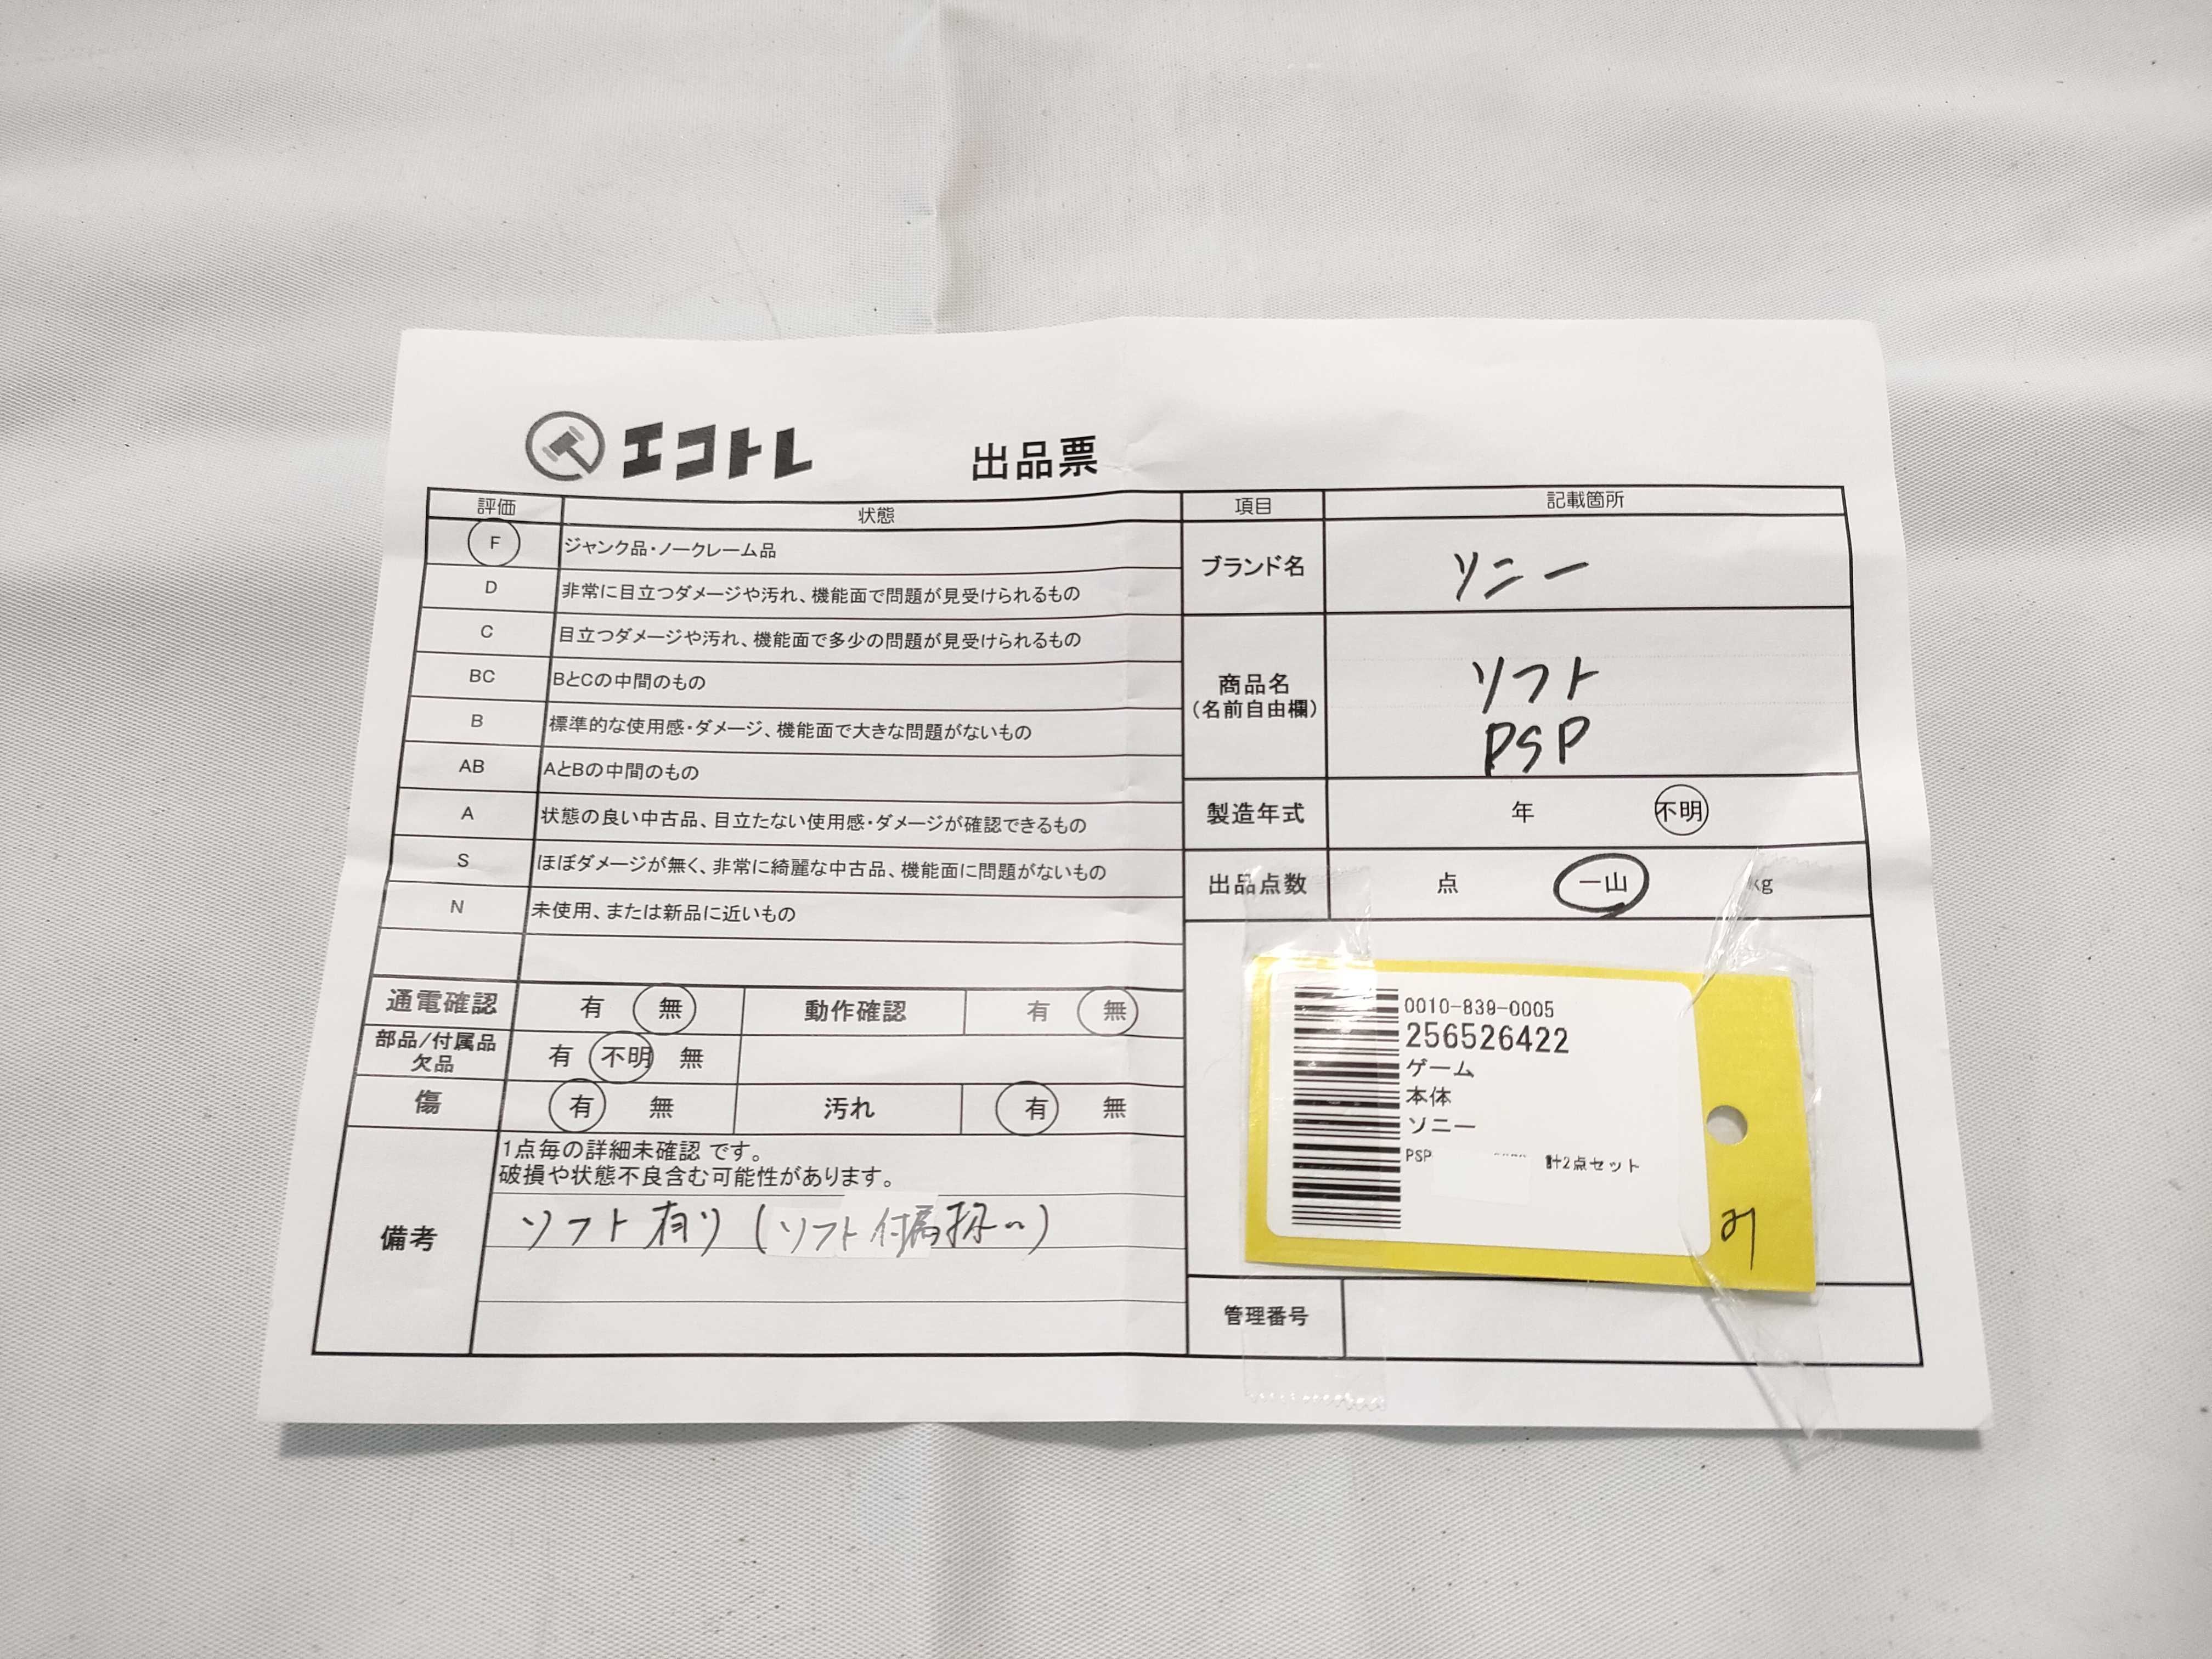 エコトレ 出品票
評価 状態
F ジャンク品・ノークレーム品
D 非常に目立つダメージや汚れ、機能面で問題が見受けられるもの
C 目立つダメージや汚れ、機能面で多少の問題が見受けられるもの
BC BとCの中間のもの
B 標準的な使用感・ダメージ、機能面で大きな問題がないもの
AB AとBの中間のもの
A 状態の良い中古品、目立たない使用感・ダメージが確認できるもの
S ほぼダメージが無く、非常に綺麗な中古品、機能面に問題がないもの
N 未使用、または新品に近いもの
通電確認 有 無 動作確認 有 無
部品/付属品
欠品
有 不明 無
傷 有 無 汚れ 有 無
備考
1点毎の詳細未確認 です。
破損や状態不良含む可能性があります。
ソフト有り(ソフト付属扱い)
項目 記載箇所
ブランド名 ソニー
商品名
(名前自由欄)
ソフト
PSP
製造年式 年 不明
出品点数 点 一山 kg
0010-839-0005
256526422
ゲーム
本体
ソニー
PSP 計2点セット
管理番号